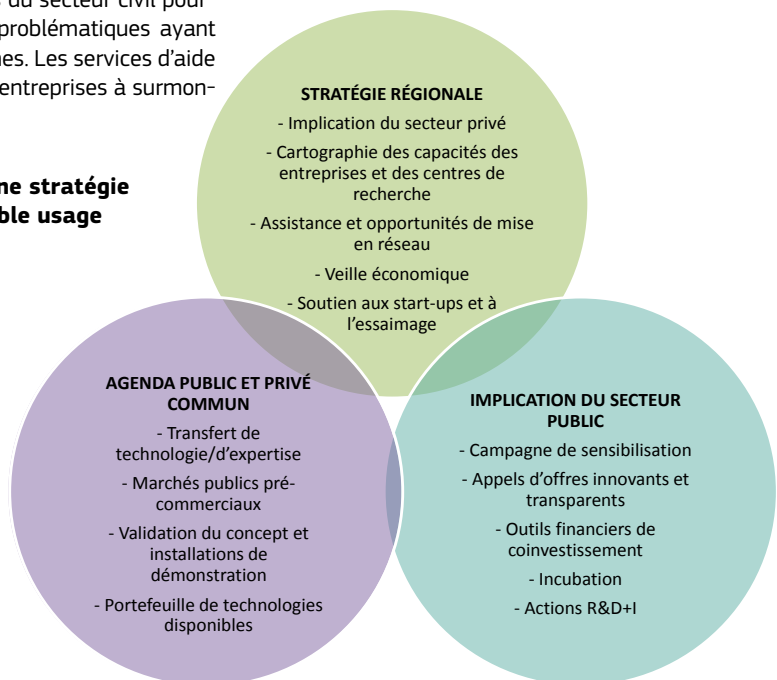 du secteur civil pour
problématiques ayant
Les services d'aide
entreprises à surmon-
stratégie
usage
STRATÉGIE RÉGIONALE
- Implication du secteur privé
- Cartographie des capacités des
entreprises et des centres de
recherche
- Assistance et opportunités de mise
en réseau
- Veille économique
- Soutien aux start-ups et à
l'essaimage
AGENDA PUBLIC ET PRIVÉ
COMMUN
- Transfert de
technologie/d'expertise
- Marchés publics pré-
commerciaux
- Validation du concept et
installations de
démonstration
- Portefeuille de technologies
disponibles
IMPLICATION DU SECTEUR
PUBLIC
- Campagne de sensibilisation
- Appels d'offres innovants et
transparents
- Outils financiers de
coinvestissement
- Incubation
- Actions R&D+I